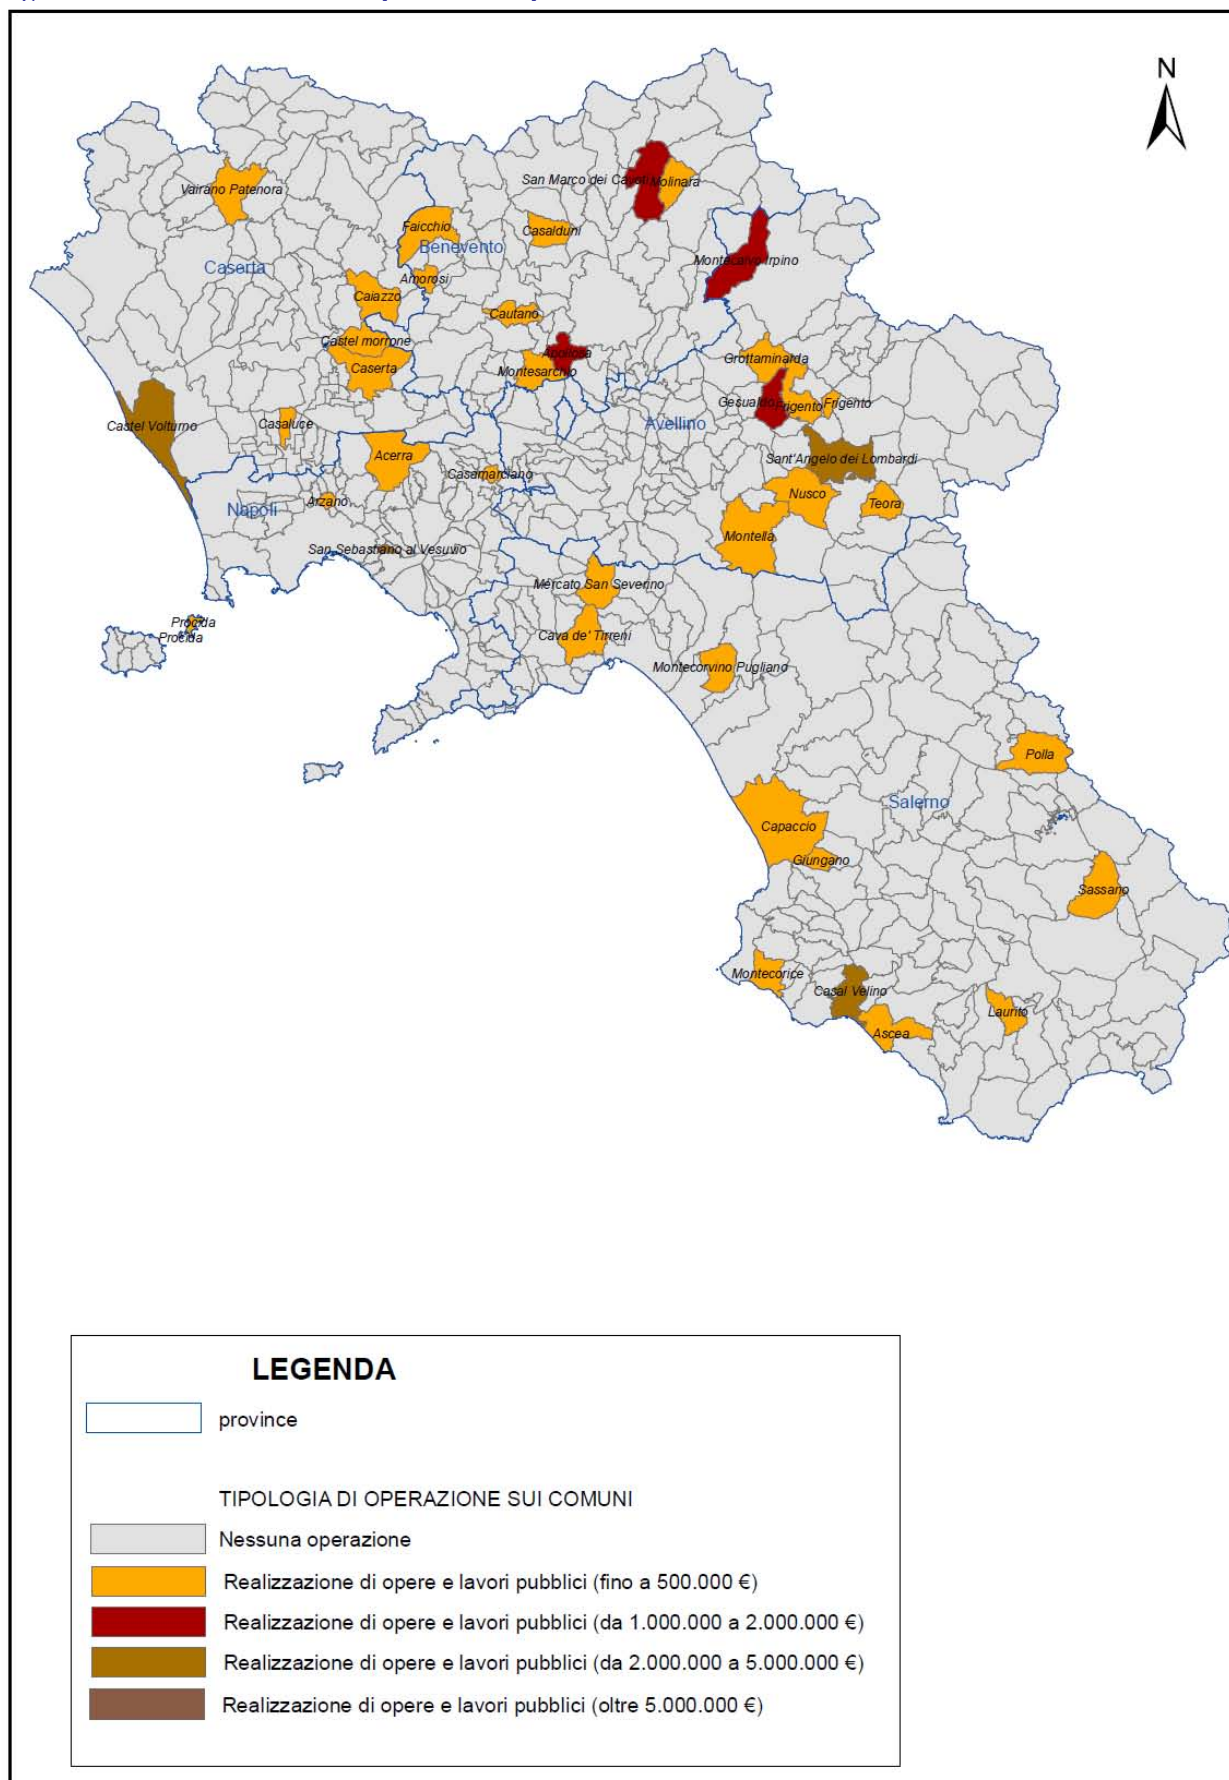 N
San Marco dei Cavoti
Molinara
Vairano Patenora
Faicchio
Casalduni
Benevento
Montecalvo Irpino
Caserta
Amorosi
Caiazzo
Cautano
Castel morrone
Apollosa
Grottaminarda
Caserta
Montesarchio
Gesualdo
Frigento
Frigento
Castel Volturno
Casaluce
Avellino
Acerra
Sant'Angelo dei Lombardi
Casamarciano
Nusco
Arzano
Teora
Napoli
Montella
San Sebastiano al Vesuvio
Mercato San Severino
Procida
Procida
Cava de' Tirreni
Montecorvino Pugliano
Polla
Salerno
Capaccio
Giungano
Sassano
Montecorice
Casal Velino
Laurito
Ascea
LEGENDA
province
TIPOLOGIA DI OPERAZIONE SUI COMUNI
Nessuna operazione
Realizzazione di opere e lavori pubblici (fino a 500.000 €)
Realizzazione di opere e lavori pubblici (da 1.000.000 a 2.000.000 €)
Realizzazione di opere e lavori pubblici (da 2.000.000 a 5.000.000 €)
Realizzazione di opere e lavori pubblici (oltre 5.000.000 €)